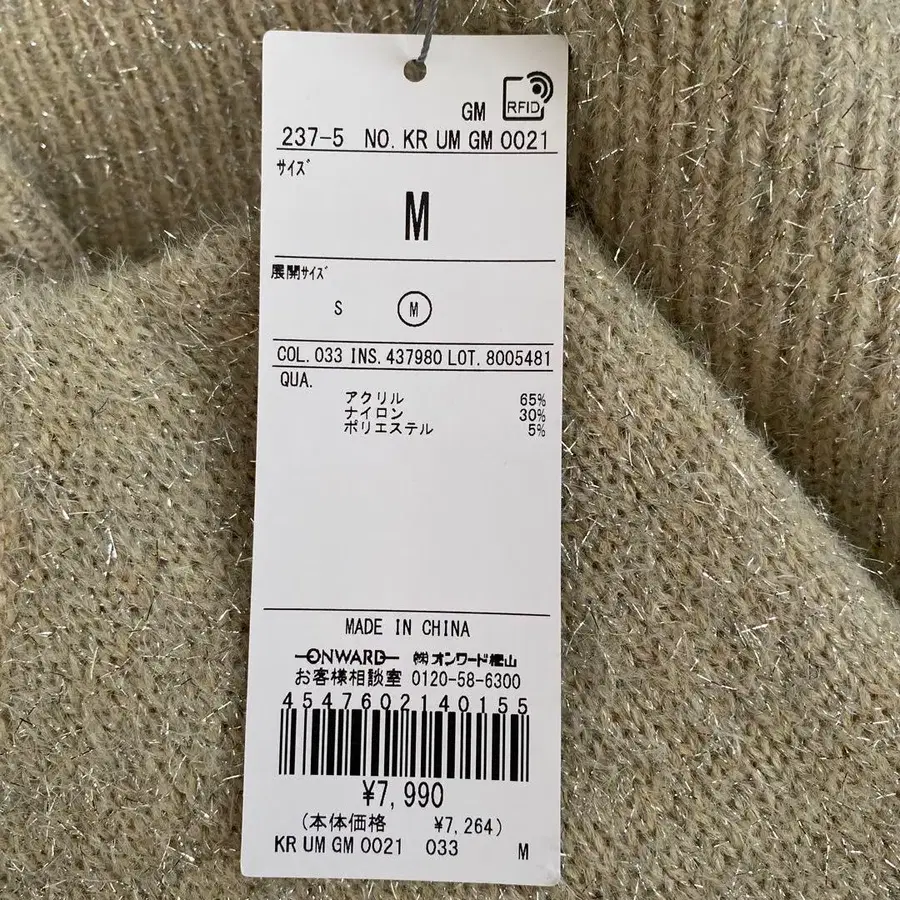 GM RFID
237-5 NO. KR UM GM 0021
サイズ
M
展開サイズ
S M
COL. 033 INS. 437980 LOT. 8005481
QUA.
アクリル 65%
ナイロン 30%
ポリエステル 5%
MADE IN CHINA
ONWARD ㈱オンワード樫山
お客様相談室 0120-58-6300
4547602140155
¥7,990
(本体価格 ¥7,264)
KR UM GM 0021 033 M